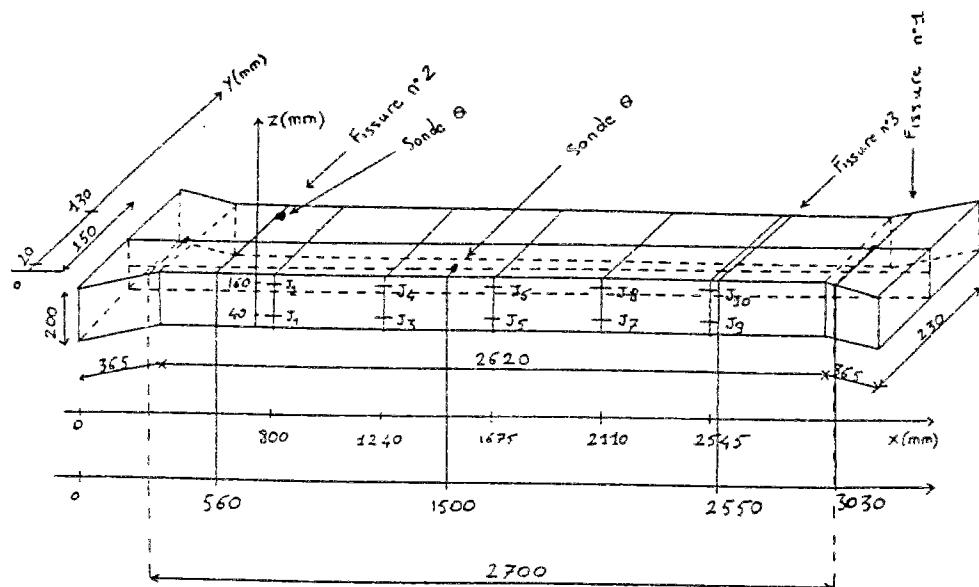 Y(mm)
Fissure n°2
Sonde θ
Sonde θ
Fissure n°3
Fissure n°1
Z(mm)
130
150
20
0
200
160
40
J2
J1
J4
J3
J5
J5
J8
J7
J10
J9
230
365
2620
365
0
800
1240
1675
2110
2545
X(mm)
0
560
1500
2550
3030
2700